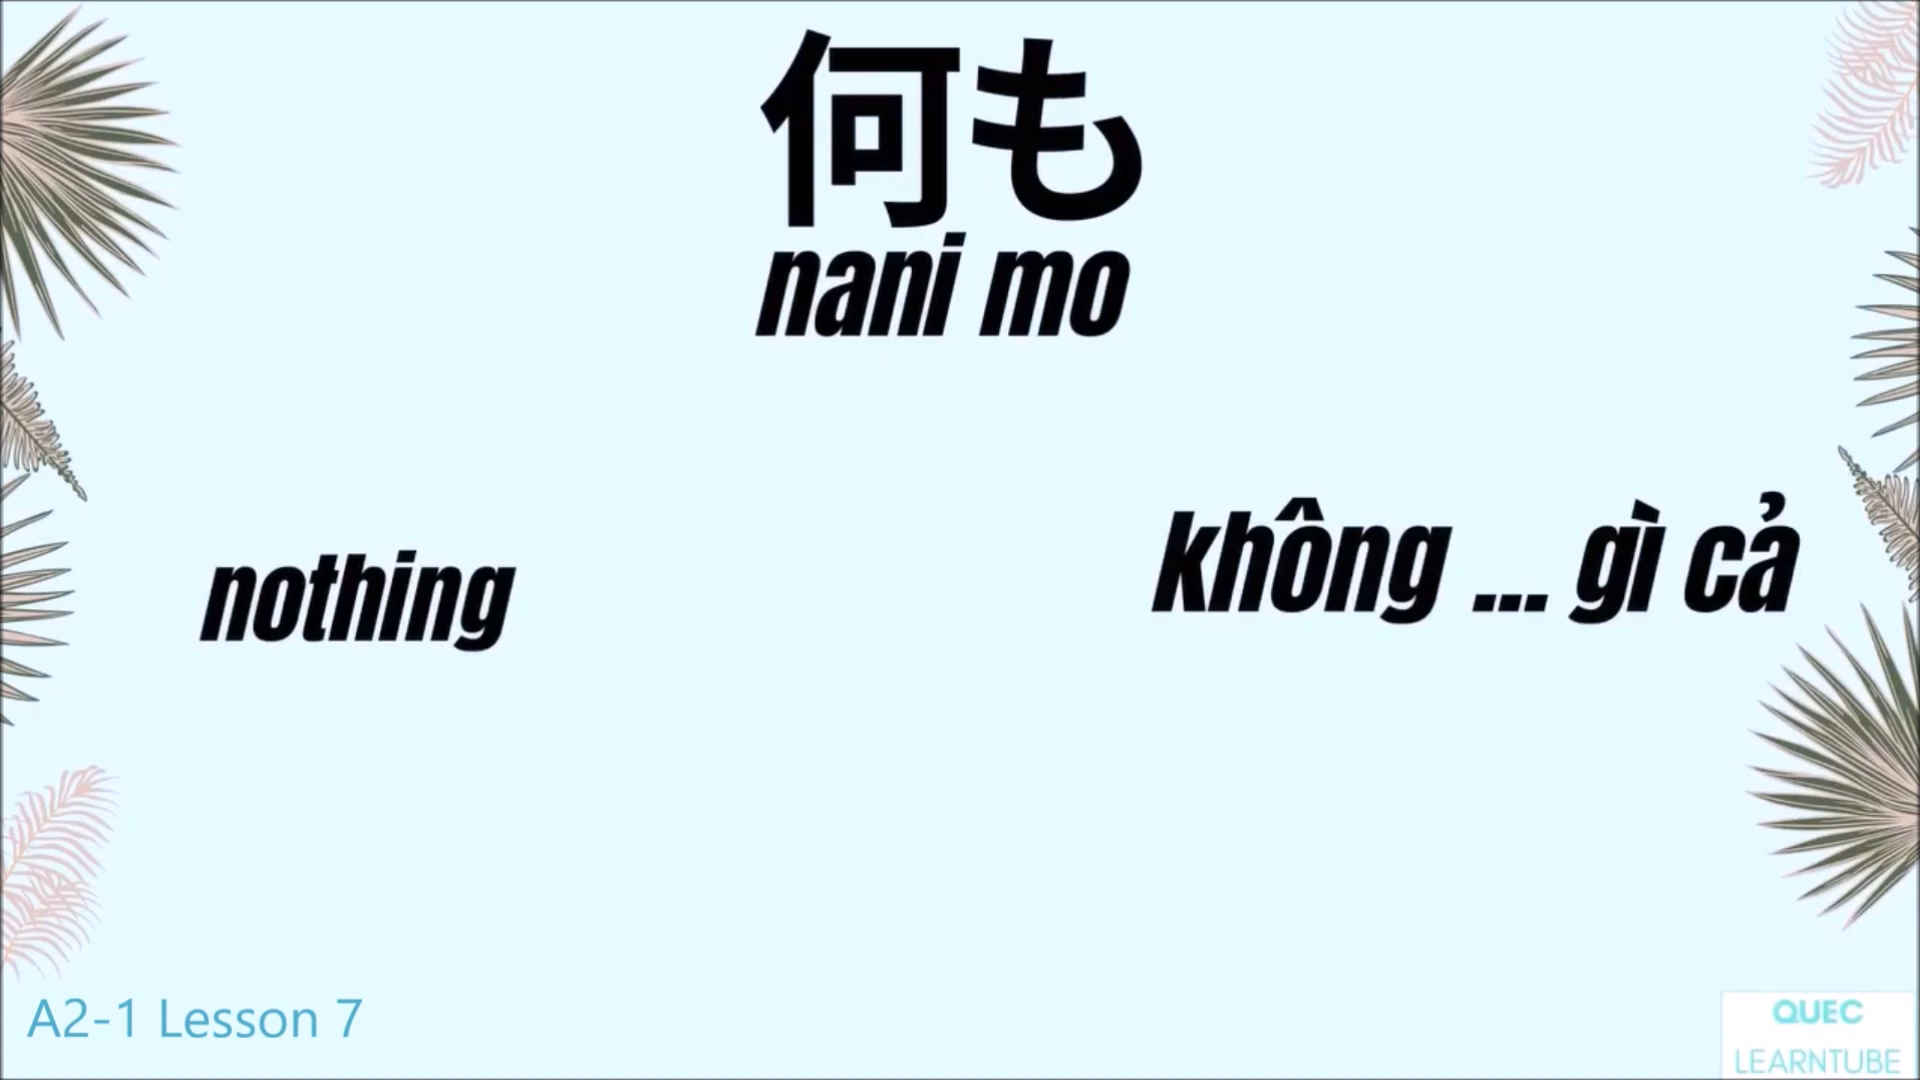 何も
nani mo
nothing
không ... gì cả
A2-1 Lesson 7
QUEC
LEARNTUBE